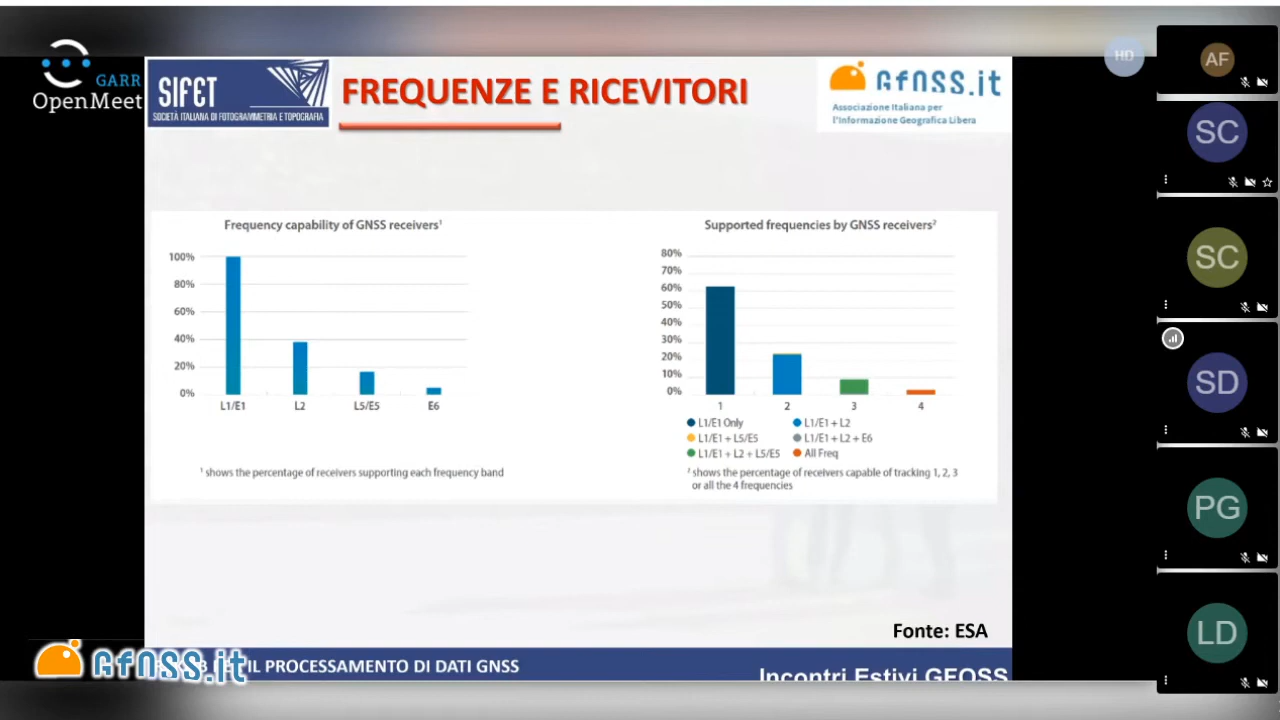 GARR
OpenMeet
SIFET
SOCIETÀ ITALIANA DI FOTOGRAMMETRIA E TOPOGRAFIA
FREQUENZE E RICEVITORI
GFOSS.it
Associazione Italiana per
l'Informazione Geografica Libera
HD
AF
SC
SC
SD
PG
LD
Frequency capability of GNSS receivers¹
100%
80%
60%
40%
20%
0%
L1/E1 L2 L5/E5 E6
¹ shows the percentage of receivers supporting each frequency band
Supported frequencies by GNSS receivers²
80%
70%
60%
50%
40%
30%
20%
10%
0%
1 2 3 4
L1/E1 Only L1/E1 + L2
L1/E1 + L5/E5 L1/E1 + L2 + E6
L1/E1 + L2 + L5/E5 All Freq
² shows the percentage of receivers capable of tracking 1, 2, 3
or all the 4 frequencies
Fonte: ESA
GFOSS.it
IL PROCESSAMENTO DI DATI GNSS
Incontri Estivi GFOSS